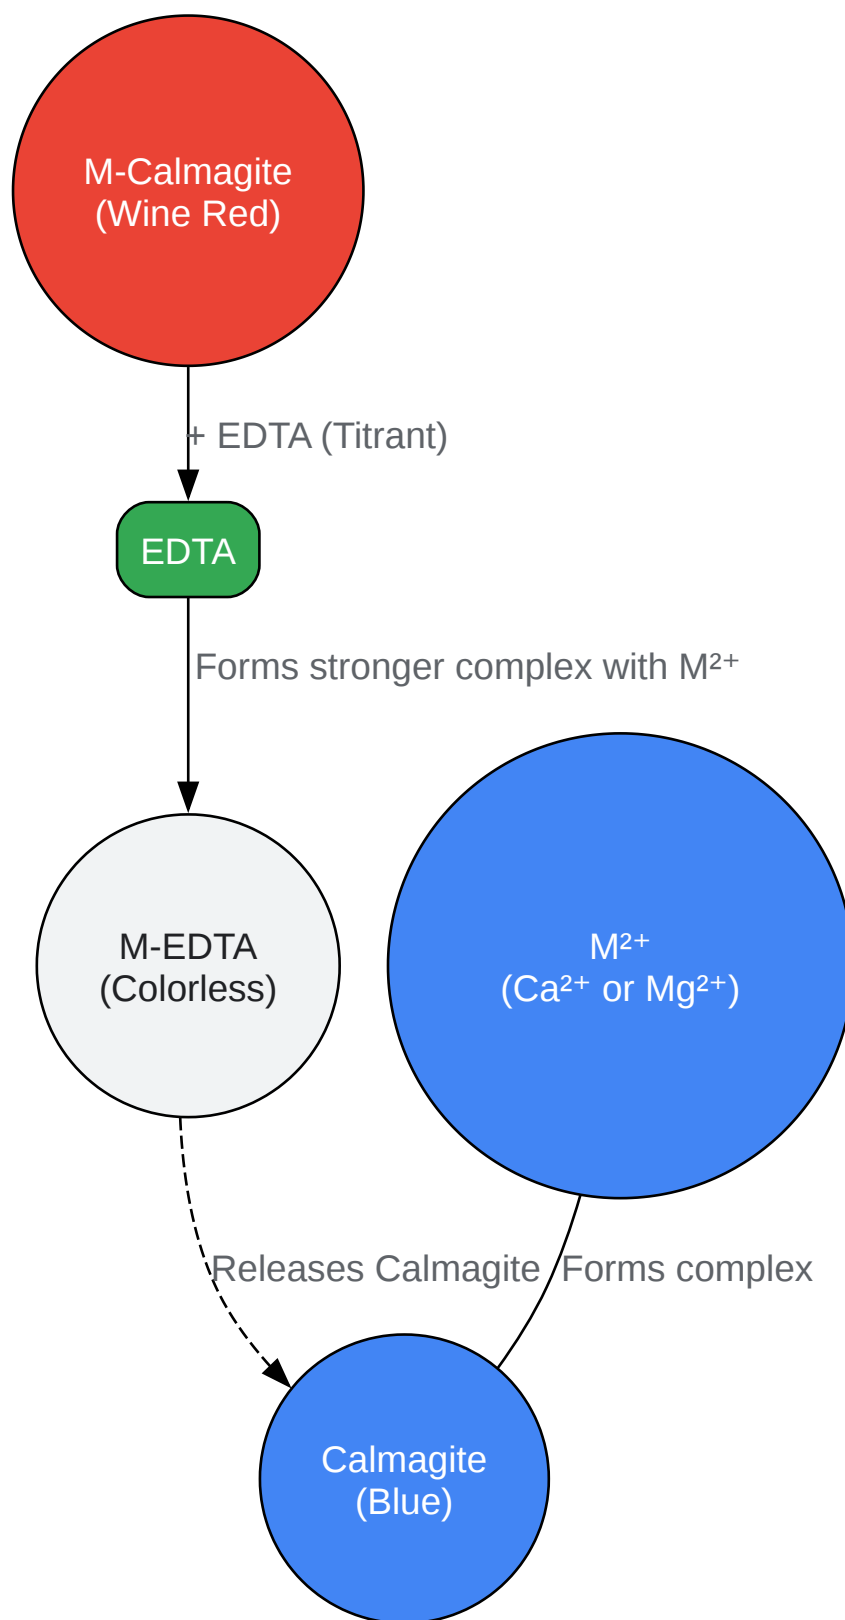 M-Calmagite
(Wine Red)
+ EDTA (Titrant)
EDTA
Forms stronger complex with M²⁺
M-EDTA
(Colorless)
M²⁺
(Ca²⁺ or Mg²⁺)
Releases Calmagite
Forms complex
Calmagite
(Blue)